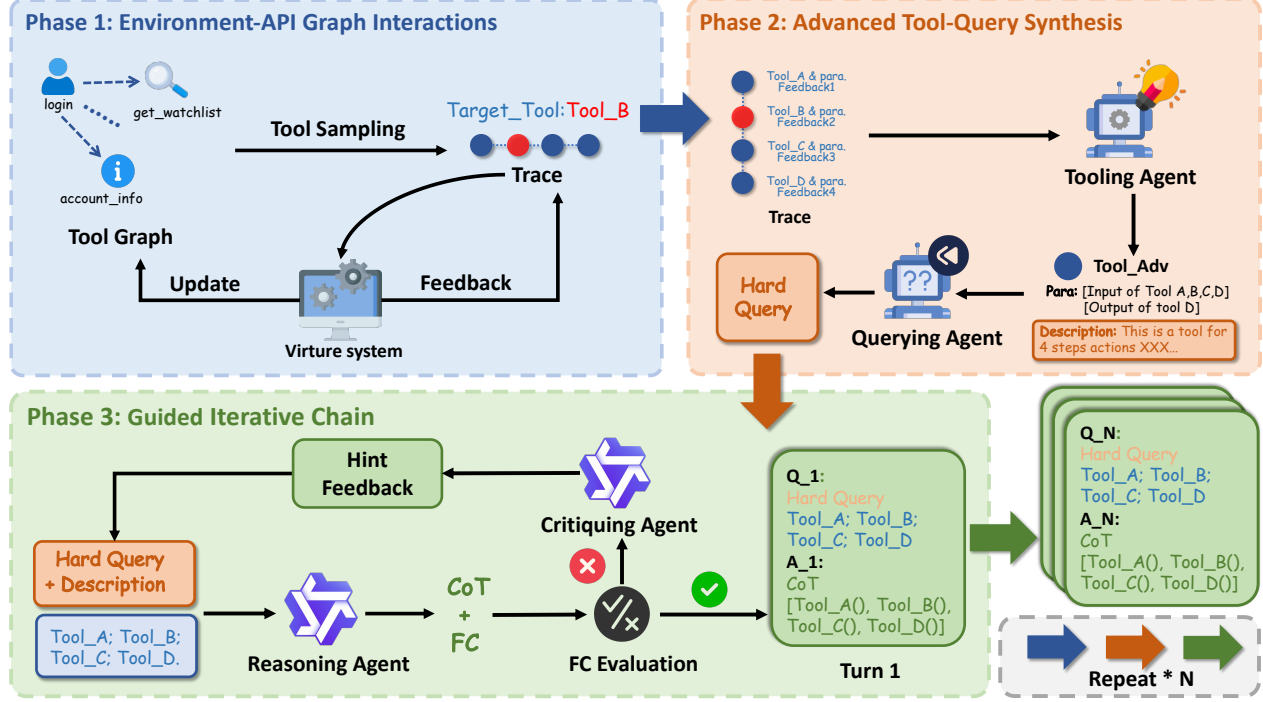 Phase 1: Environment-API Graph Interactions
login
get_watchlist
account_info
Tool Graph
Tool Sampling
Target_Tool:Tool_B
Trace
Update
Feedback
Virture system
Phase 2: Advanced Tool-Query Synthesis
Tool_A & para.
Feedback1
Tool_B & para.
Feedback2
Tool_C & para.
Feedback3
Tool_D & para.
Feedback4
Trace
Tooling Agent
Tool_Adv
Para: [Input of Tool A,B,C,D]
[Output of tool D]
Description: This is a tool for
4 steps actions XXX...
??
Querying Agent
Hard
Query
Phase 3: Guided Iterative Chain
Hint
Feedback
Critiquing Agent
Hard Query
+ Description
Tool_A; Tool_B;
Tool_C; Tool_D.
Reasoning Agent
CoT
+
FC
FC Evaluation
Q_1:
Hard Query
Tool_A; Tool_B;
Tool_C; Tool_D
A_1:
CoT
[Tool_A(), Tool_B(),
Tool_C(), Tool_D()]
Turn 1
Q_N:
Hard Query
Tool_A; Tool_B;
Tool_C; Tool_D
A_N:
CoT
[Tool_A(), Tool_B(),
Tool_C(), Tool_D()]
Repeat * N